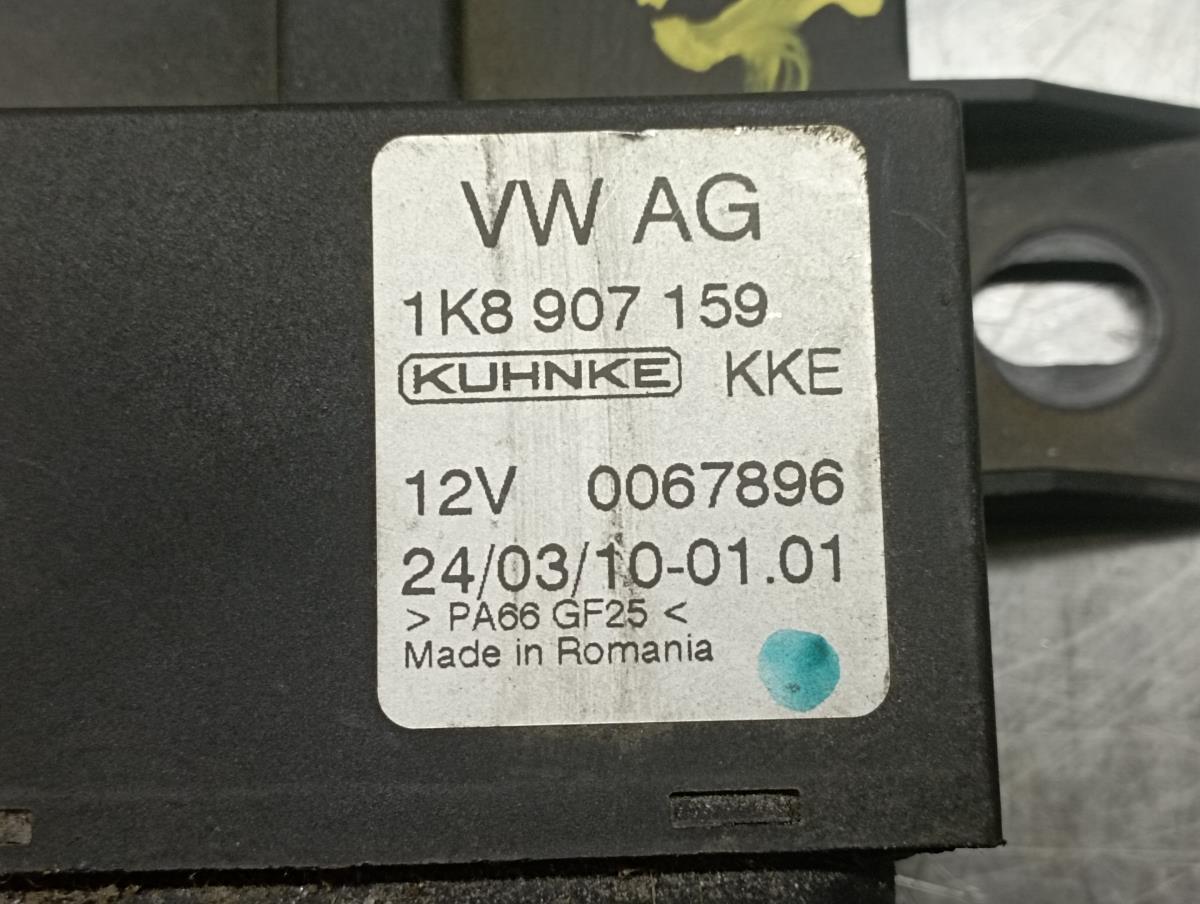 VW AG
1K8 907 159
KUHNKE KKE
12V 0067896
24/03/10-01.01
> PA66 GF25 <
Made in Romania